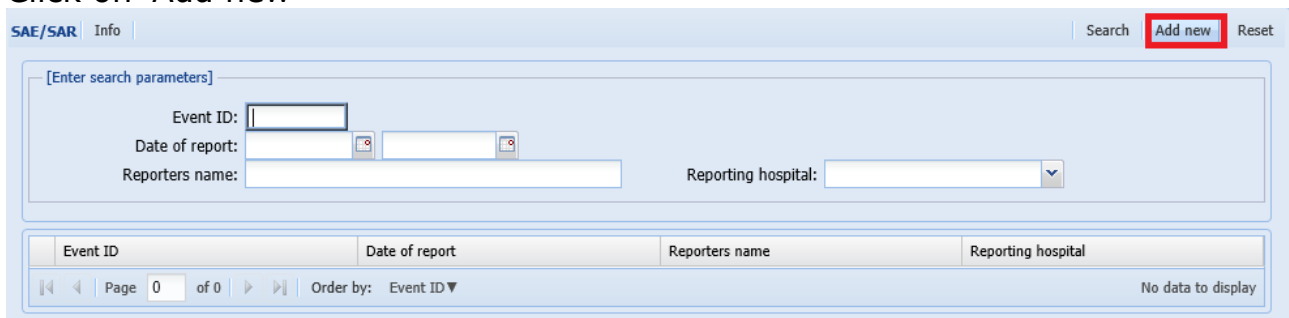 Click on 'Add new'
SAE/SAR Info Search Add new Reset
[Enter search parameters]
Event ID:
Date of report:
Reporters name: Reporting hospital:
Event ID Date of report Reporters name Reporting hospital
Page 0 of 0 Order by: Event ID▼ No data to display